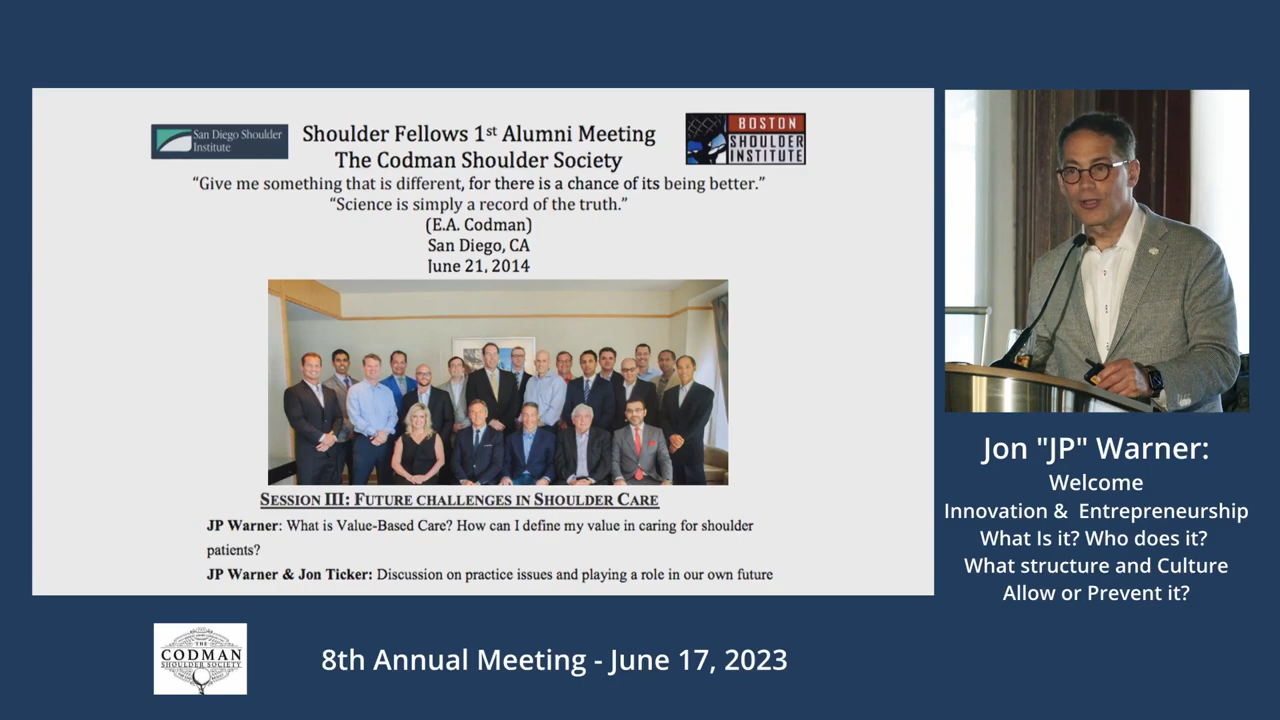 San Diego Shoulder
Institute
Shoulder Fellows 1st Alumni Meeting
The Codman Shoulder Society
BOSTON
SHOULDER
INSTITUTE
“Give me something that is different, for there is a chance of its being better.”
“Science is simply a record of the truth.”
(E.A. Codman)
San Diego, CA
June 21, 2014
SESSION III: FUTURE CHALLENGES IN SHOULDER CARE
JP Warner: What is Value-Based Care? How can I define my value in caring for shoulder
patients?
JP Warner & Jon Ticker: Discussion on practice issues and playing a role in our own future
Jon "JP" Warner:
Welcome
Innovation & Entrepreneurship
What Is it? Who does it?
What structure and Culture
Allow or Prevent it?
THE
CODMAN
SHOULDER SOCIETY
8th Annual Meeting - June 17, 2023